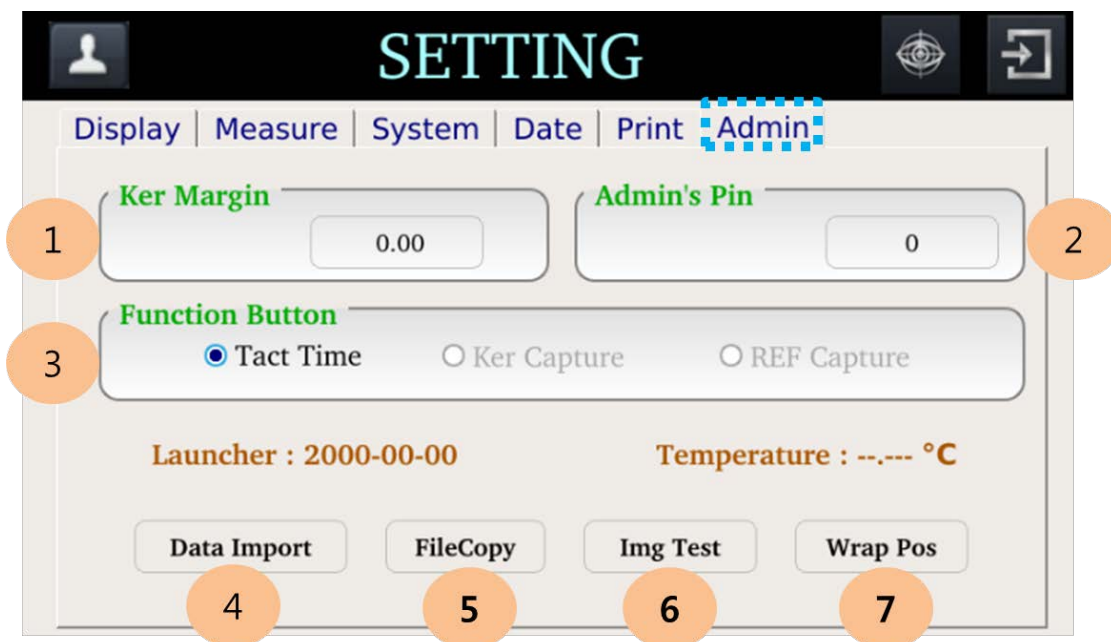 SETTING
Display Measure System Date Print Admin
Ker Margin Admin's Pin
1 0.00 0 2
Function Button
3 Tact Time Ker Capture REF Capture
Launcher : 2000-00-00 Temperature : --.--- °C
Data Import FileCopy Img Test Wrap Pos
4 5 6 7